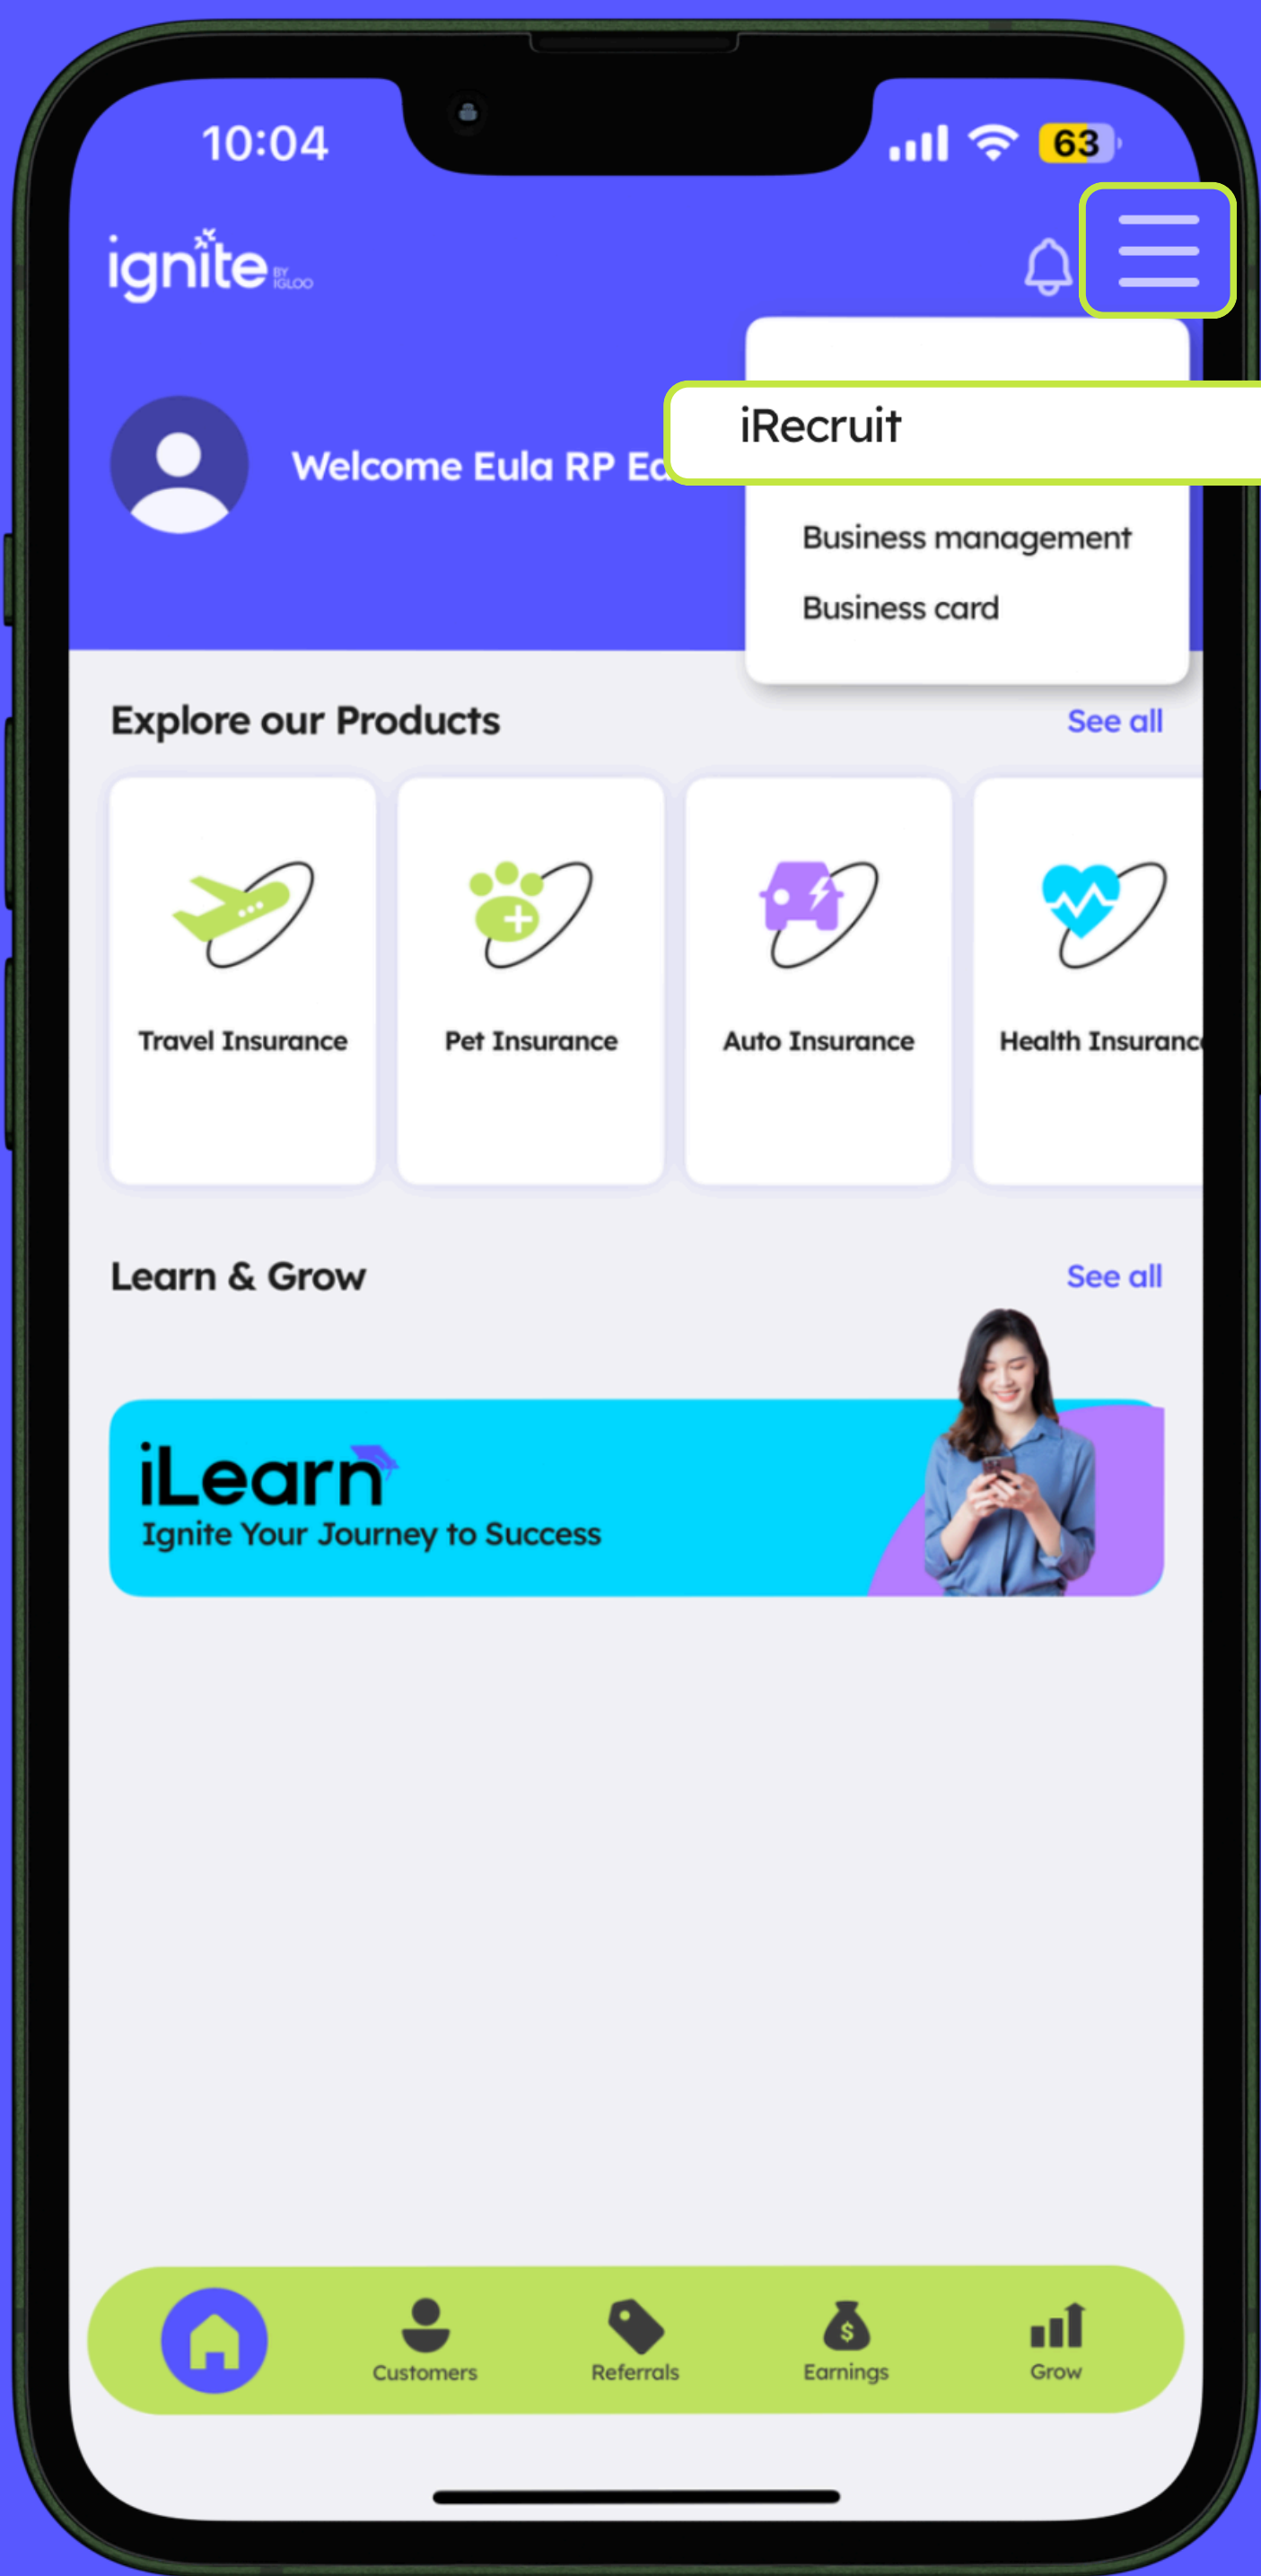 10:04
63
ignite BY IGLOO
iRecruit
Welcome Eula RP
Business management
Business card
Explore our Products
See all
Travel Insurance
Pet Insurance
Auto Insurance
Health Insuranc
Learn & Grow
See all
iLearn
Ignite Your Journey to Success
$
Customers
Referrals
Earnings
Grow